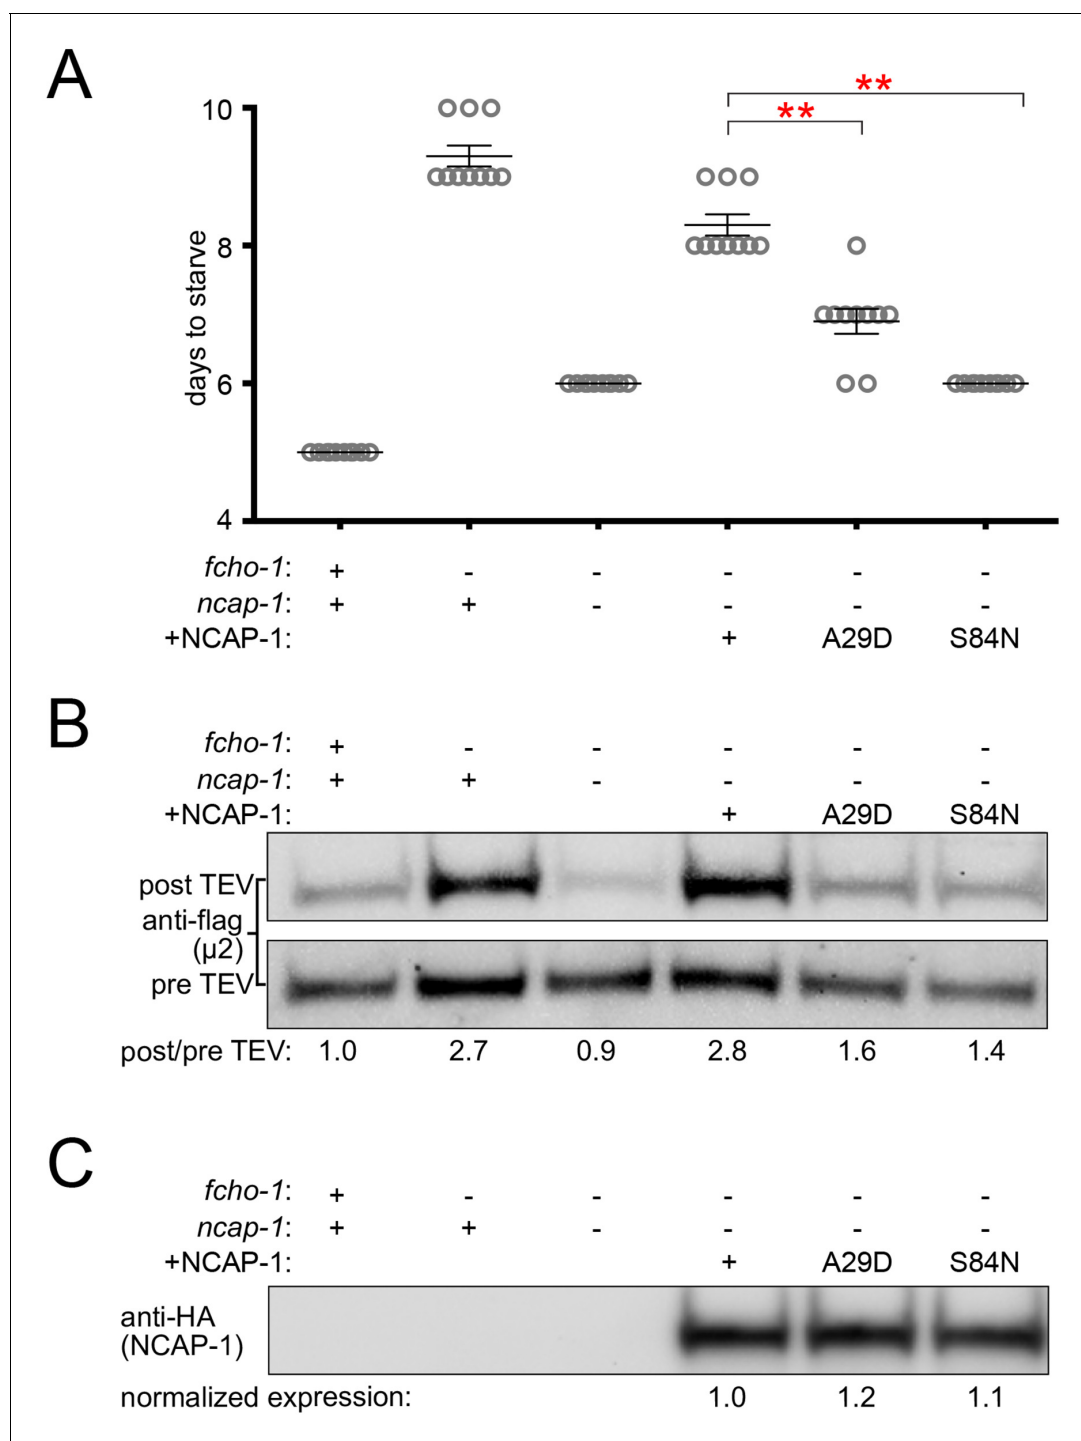 A
** 
**
10
8
6
4
days to starve
fcho-1: + - - - - -
ncap-1: + + - - - -
+NCAP-1: + A29D S84N
B
fcho-1: + - - - - -
ncap-1: + + - - - -
+NCAP-1: + A29D S84N
post TEV
anti-flag
(µ2)
pre TEV
post/pre TEV: 1.0 2.7 0.9 2.8 1.6 1.4
C
fcho-1: + - - - - -
ncap-1: + + - - - -
+NCAP-1: + A29D S84N
anti-HA
(NCAP-1)
normalized expression: 1.0 1.2 1.1